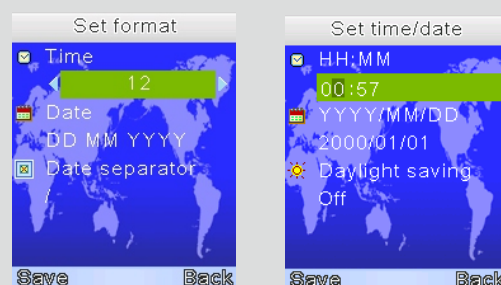 Set format
Time
12
Date
DD MM YYYY
Date separator
/
Save Back
Set time/date
HH:MM
00:57
YYYY/MM/DD
2000/01/01
Daylight saving
Off
Save Back